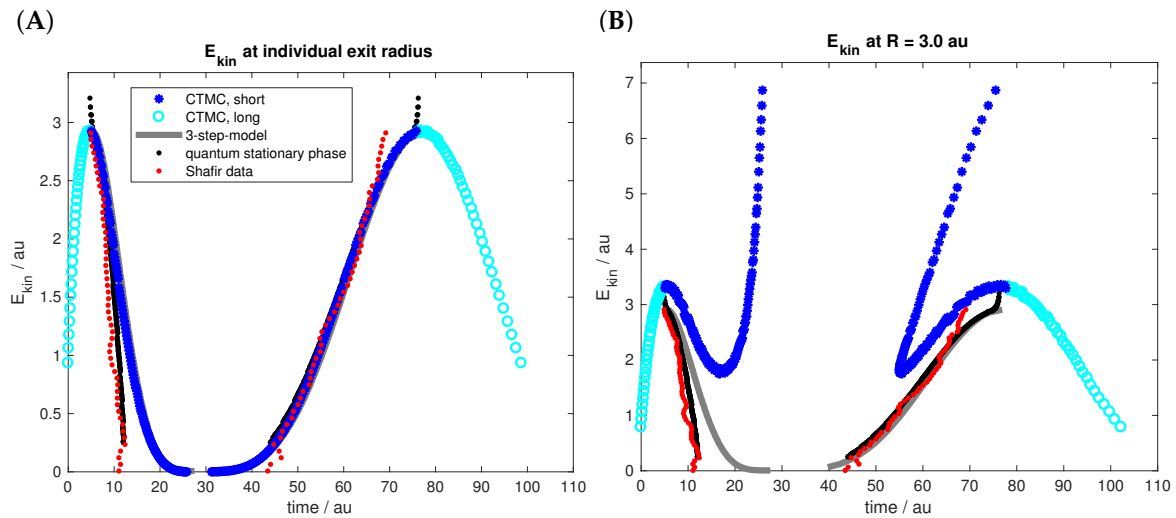 (A)
E_kin at individual exit radius
E_kin / au
3
2.5
2
1.5
1
0.5
0
CTMC, short
CTMC, long
3-step-model
quantum stationary phase
Shafir data
0 10 20 30 40 50 60 70 80 90 100 110
time / au
(B)
E_kin at R = 3.0 au
E_kin / au
7
6
5
4
3
2
1
0
0 10 20 30 40 50 60 70 80 90 100 110
time / au